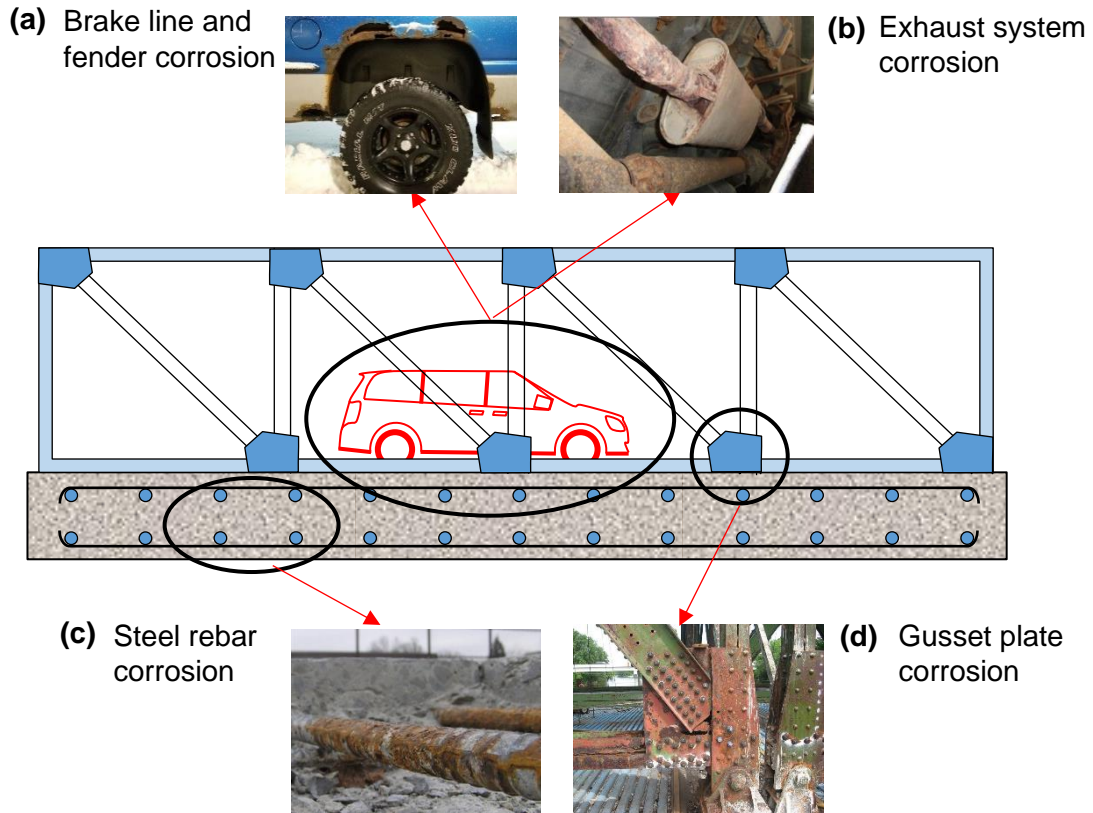 (a) Brake line and
fender corrosion
(b) Exhaust system
corrosion
(c) Steel rebar
corrosion
(d) Gusset plate
corrosion